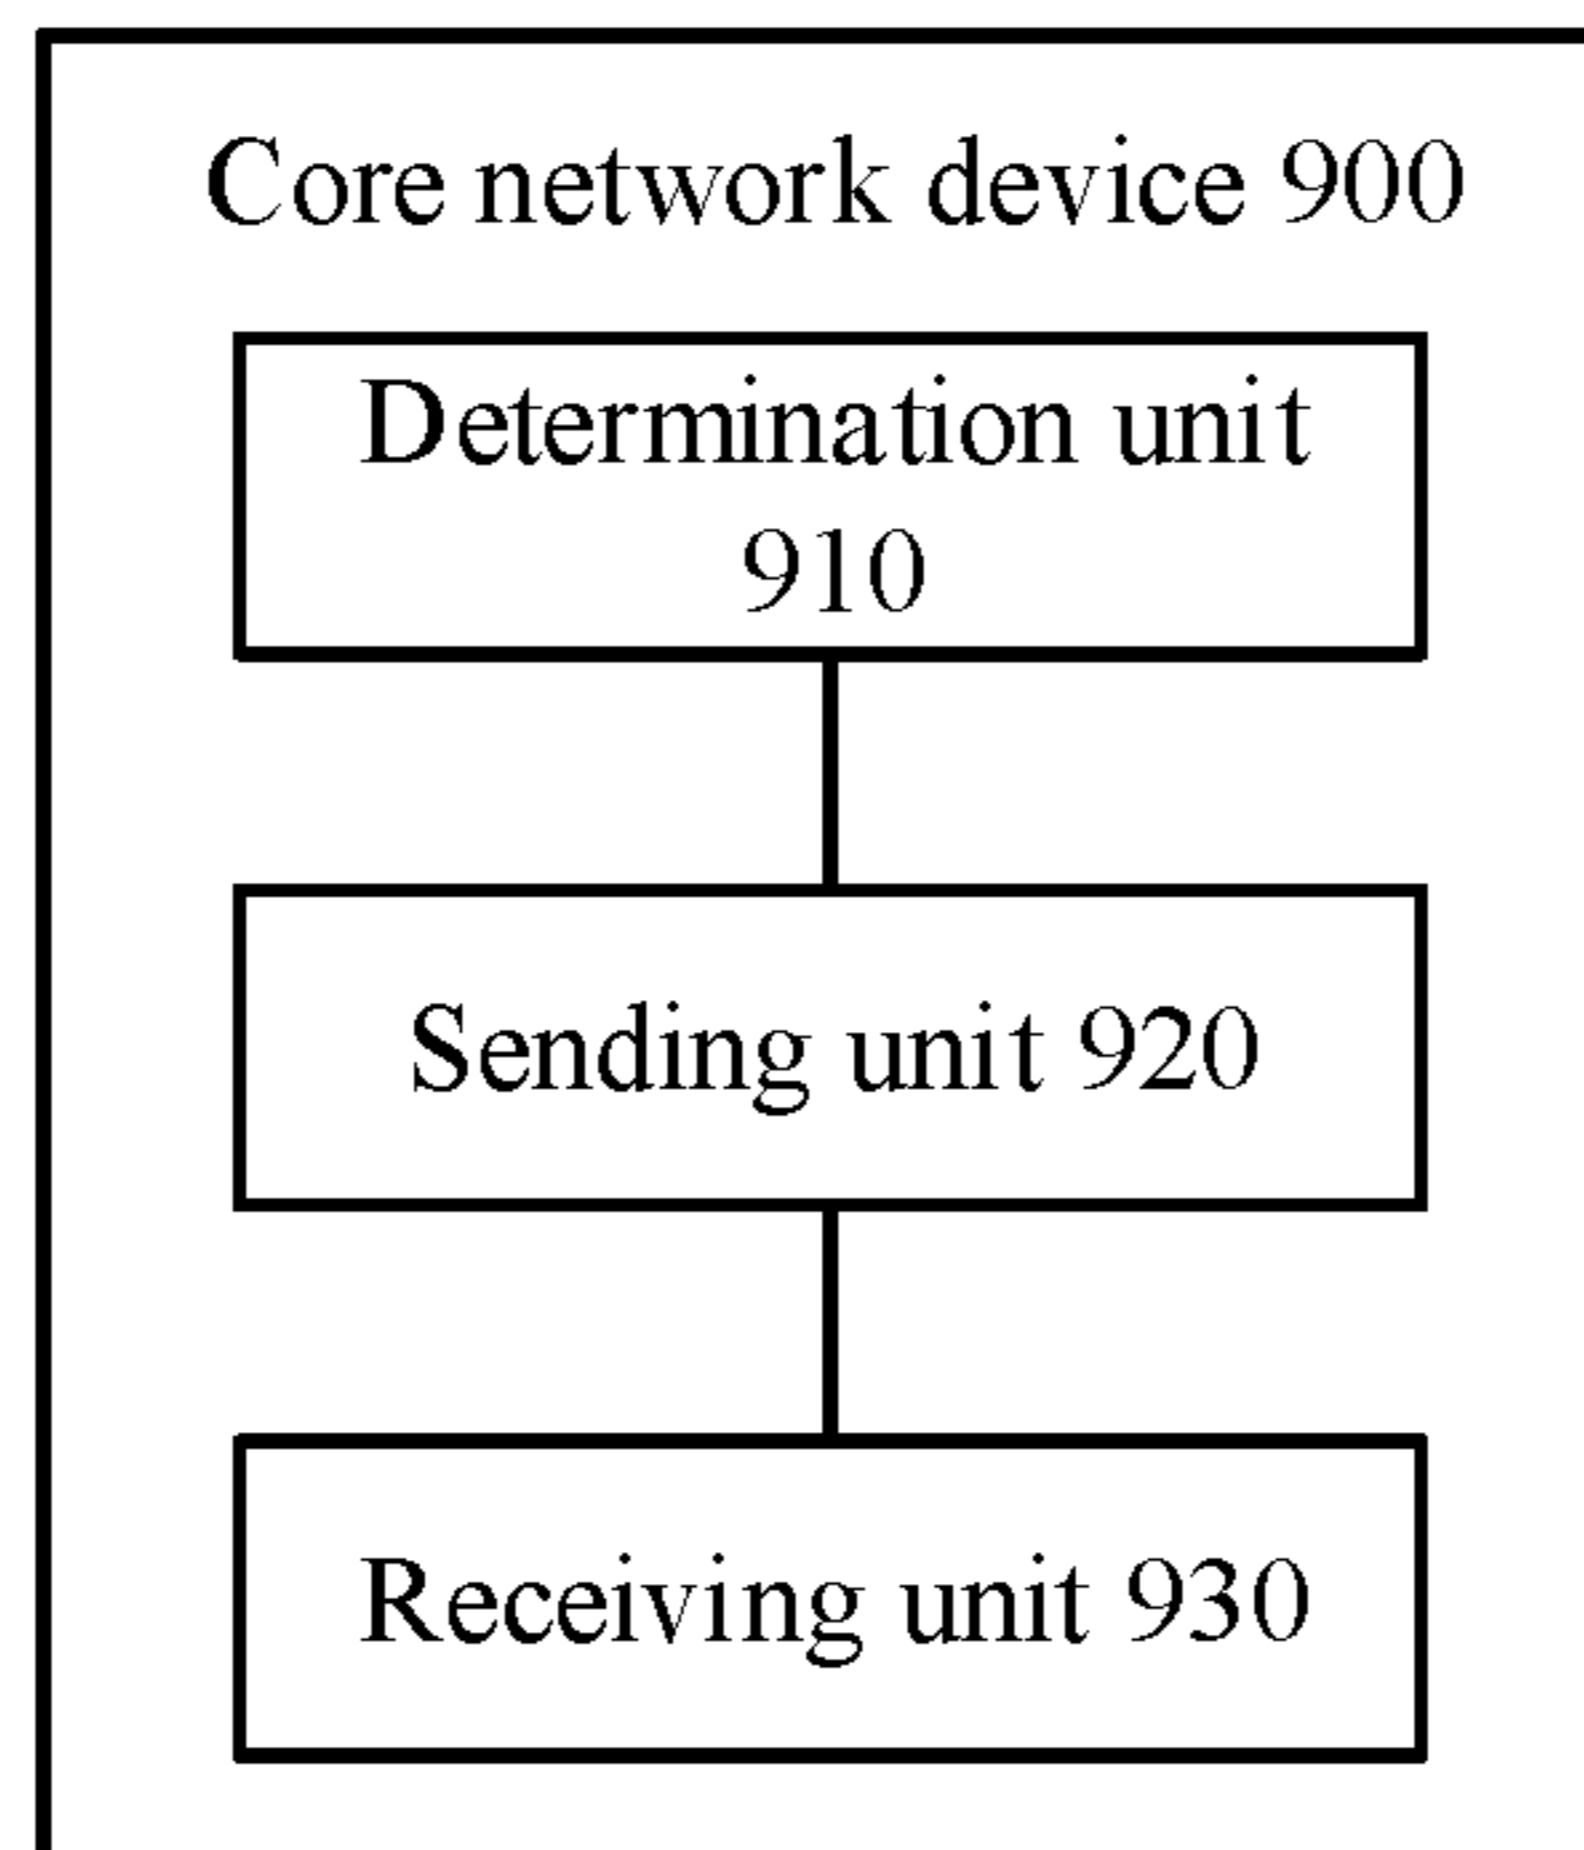 Core network device 900
Determination unit
910
Sending unit 920
Receiving unit 930